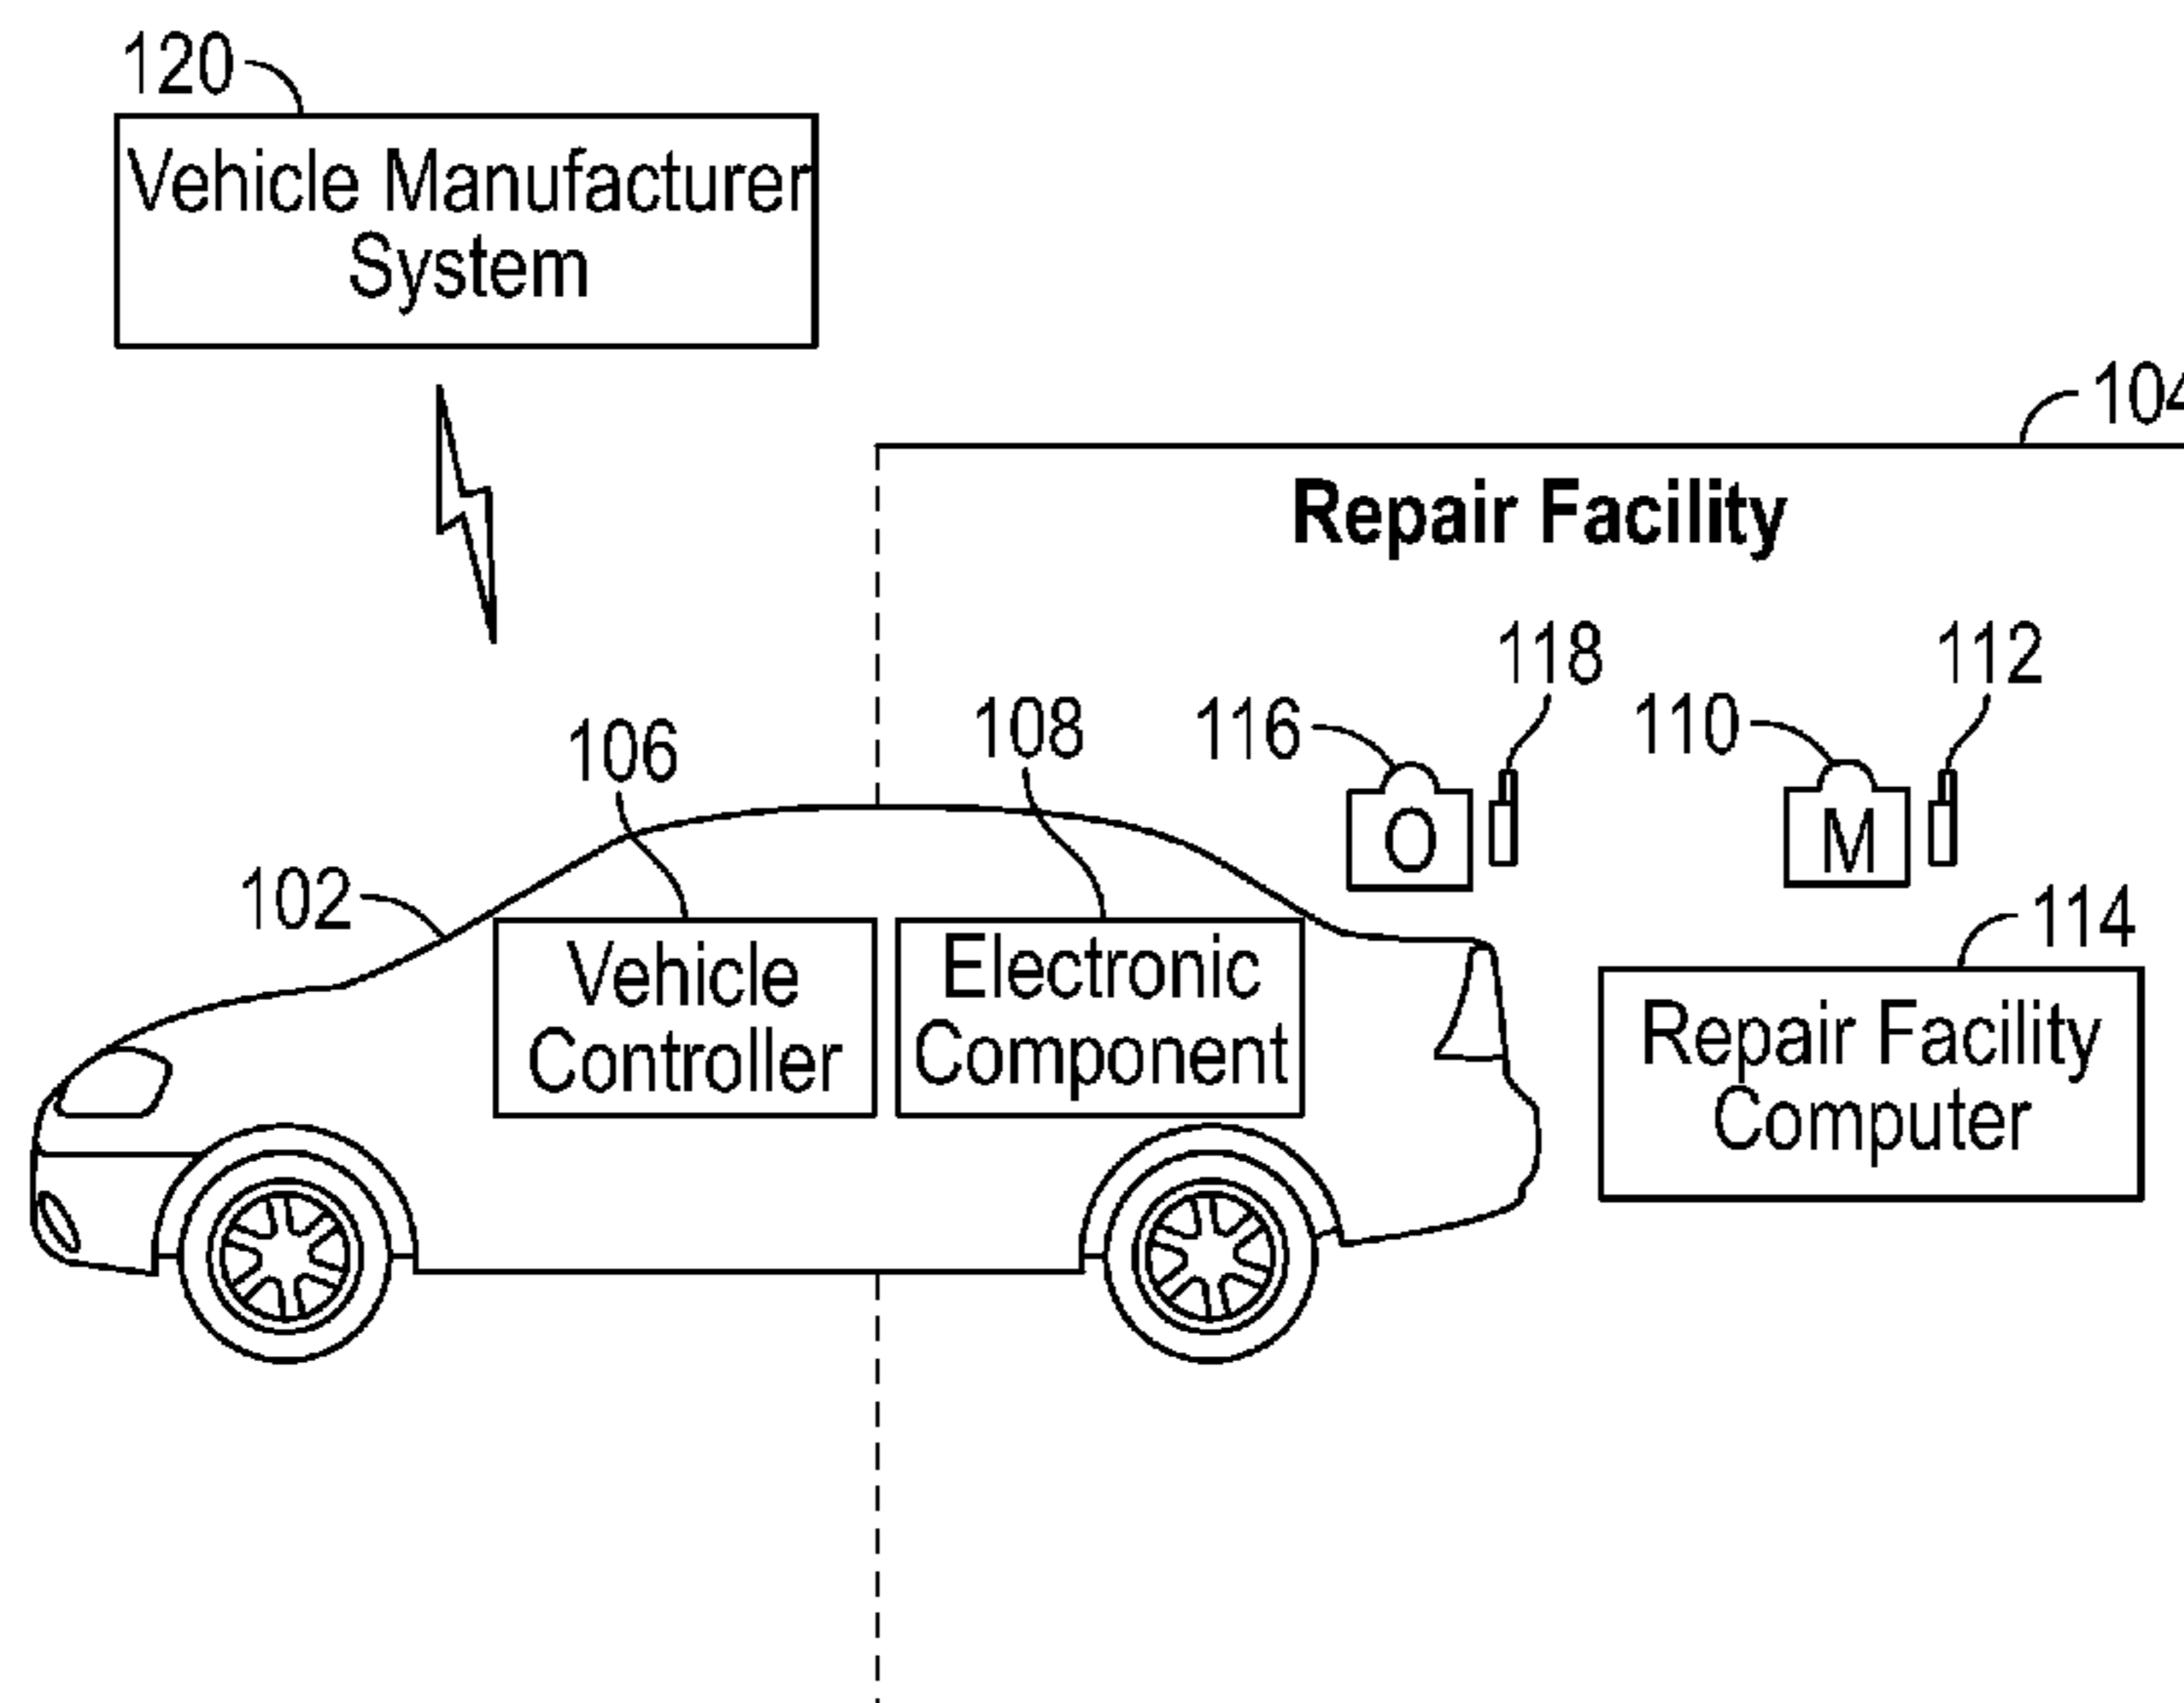 120
Vehicle Manufacturer
System
104
Repair Facility
118
112
116
110
108
106
O
M
102
114
Vehicle
Controller
Electronic
Component
Repair Facility
Computer